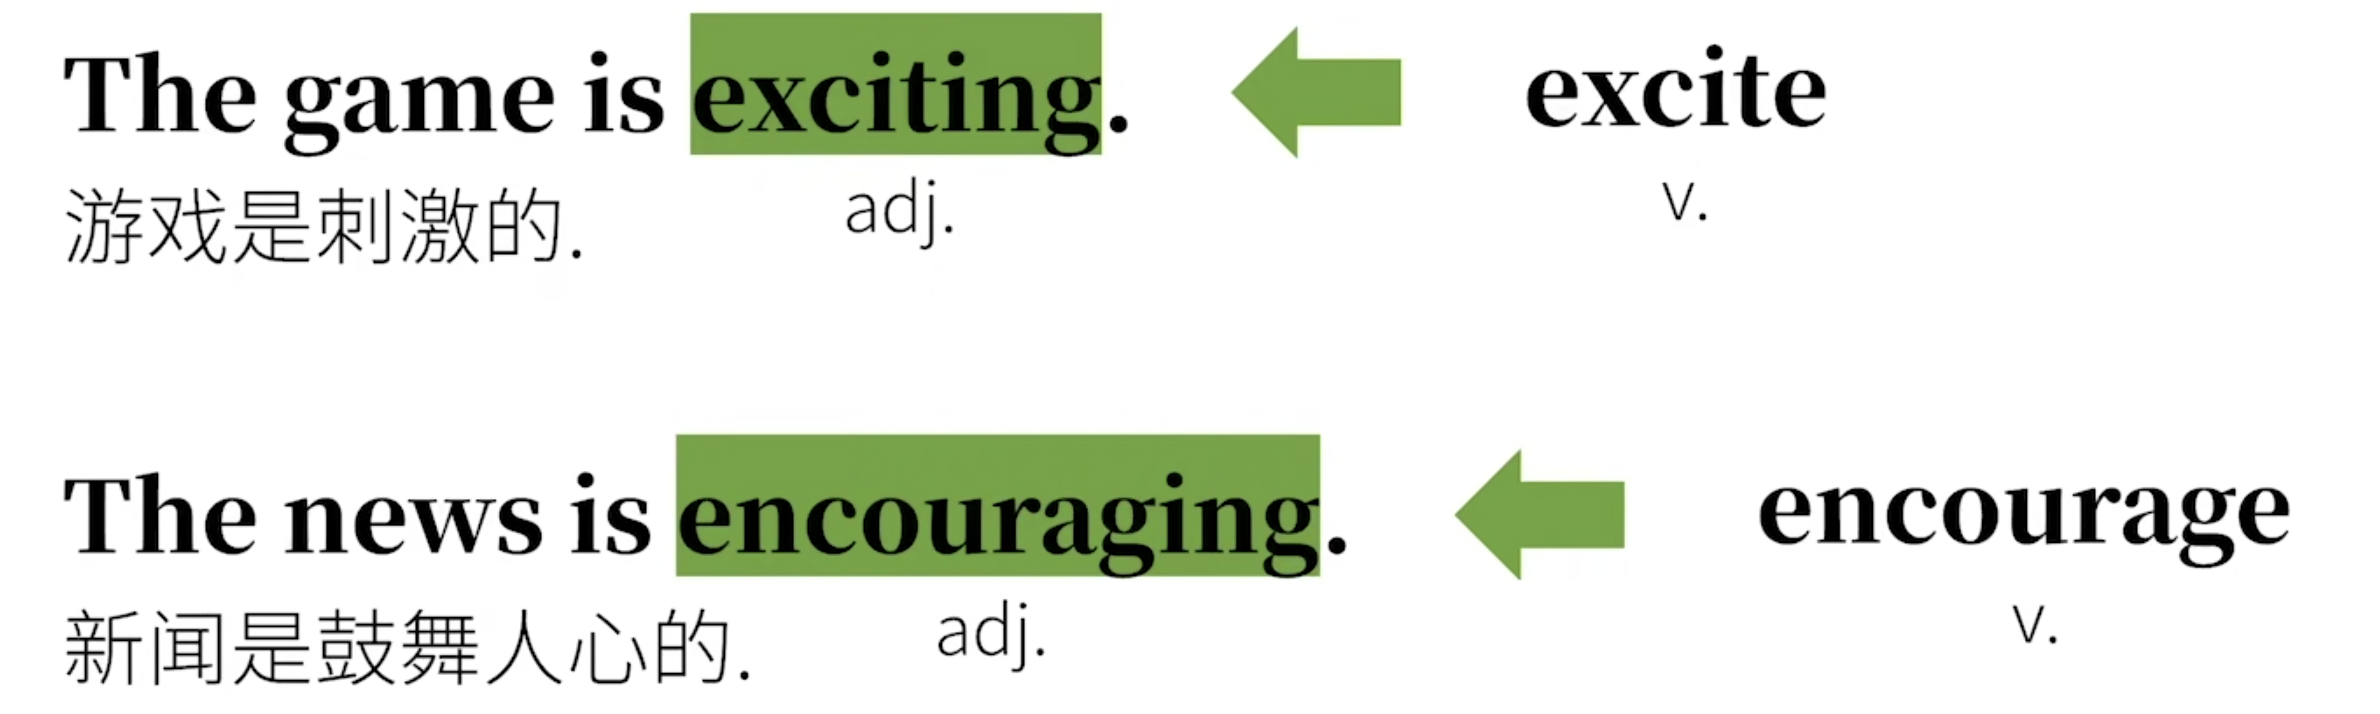 The game is exciting.
excite
游戏是刺激的.
adj.
v.
The news is encouraging.
encourage
新闻是鼓舞人心的.
adj.
v.